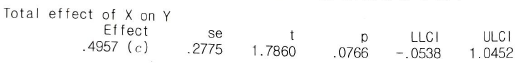 Total effect of X on Y
Effect se t p LLCI ULCI
.4957 (c) .2775 1.7860 .0766 -.0538 1.0452